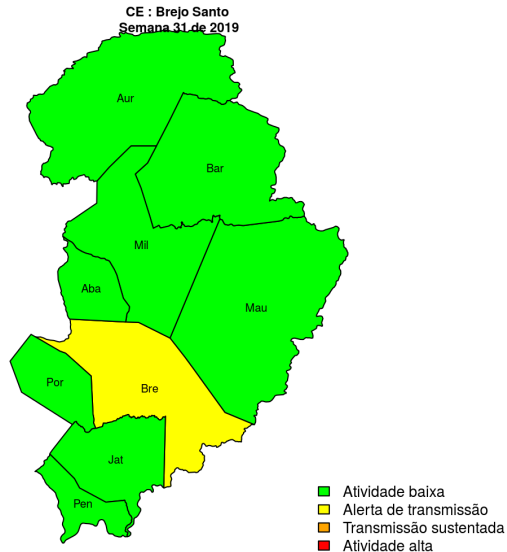 CE : Brejo Santo
Semana 31 de 2019
Aur
Bar
Mil
Aba
Mau
Por
Bre
Jat
Pen
Atividade baixa
Alerta de transmissão
Transmissão sustentada
Atividade alta